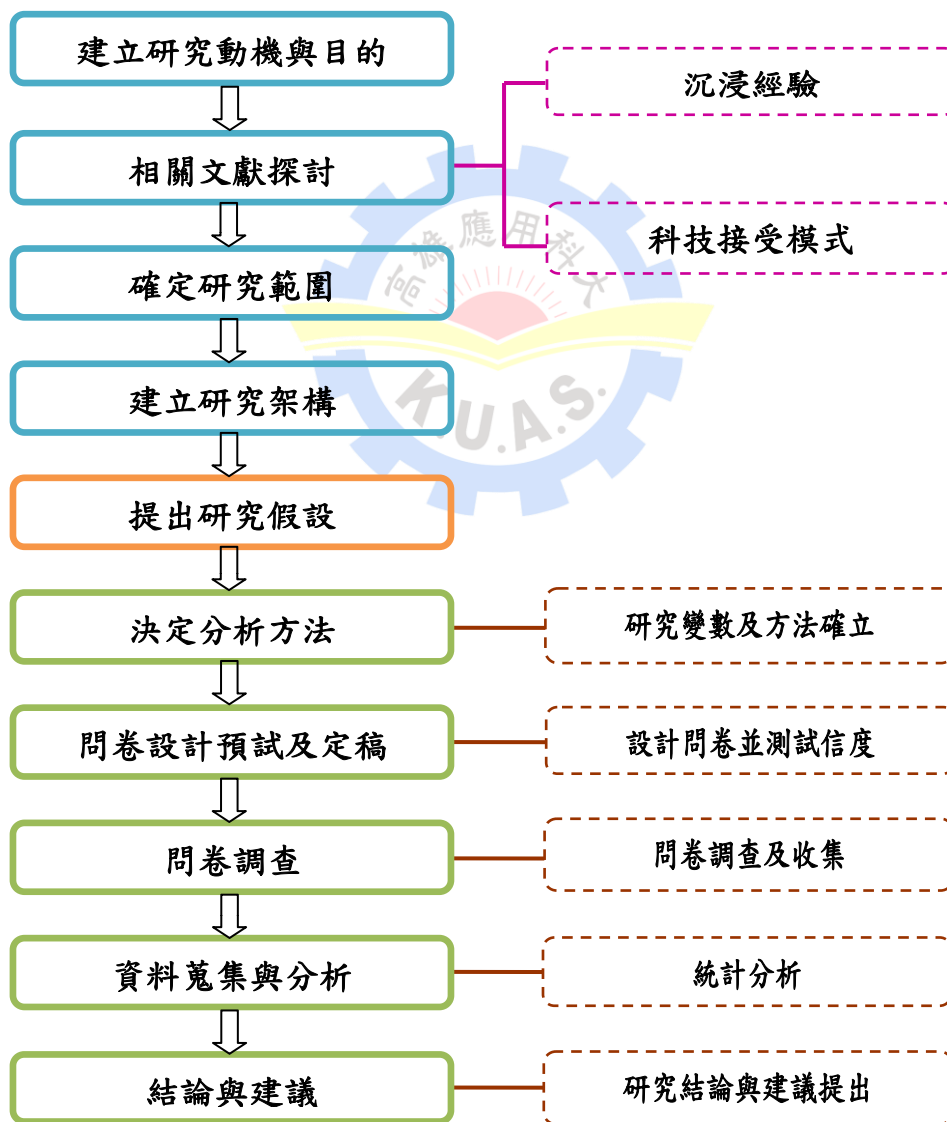 建立研究動機與目的
沉浸經驗
相關文獻探討
科技接受模式
高雄應用科大
確定研究範圍
建立研究架構
K.U.A.S.
提出研究假設
決定分析方法
研究變數及方法確立
問卷設計預試及定稿
設計問卷並測試信度
問卷調查
問卷調查及收集
資料蒐集與分析
統計分析
結論與建議
研究結論與建議提出